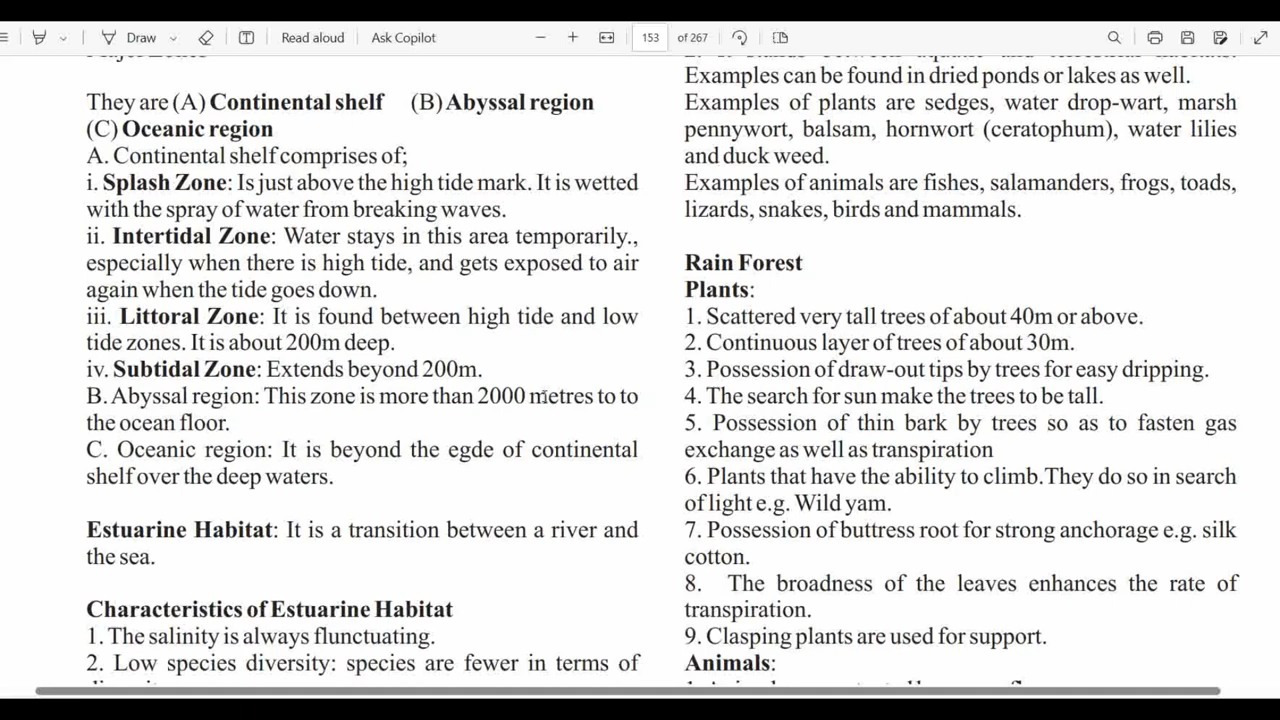 Draw
Read aloud
Ask Copilot
153
of 267
They are (A) Continental shelf (B) Abyssal region
(C) Oceanic region
A. Continental shelf comprises of;
i. Splash Zone: Is just above the high tide mark. It is wetted
with the spray of water from breaking waves.
ii. Intertidal Zone: Water stays in this area temporarily.,
especially when there is high tide, and gets exposed to air
again when the tide goes down.
iii. Littoral Zone: It is found between high tide and low
tide zones. It is about 200m deep.
iv. Subtidal Zone: Extends beyond 200m.
B. Abyssal region: This zone is more than 2000 metres to to
the ocean floor.
C. Oceanic region: It is beyond the egde of continental
shelf over the deep waters.
Estuarine Habitat: It is a transition between a river and
the sea.
Characteristics of Estuarine Habitat
1. The salinity is always flunctuating.
2. Low species diversity: species are fewer in terms of
Examples can be found in dried ponds or lakes as well.
Examples of plants are sedges, water drop-wart, marsh
pennywort, balsam, hornwort (ceratophum), water lilies
and duck weed.
Examples of animals are fishes, salamanders, frogs, toads,
lizards, snakes, birds and mammals.
Rain Forest
Plants:
1. Scattered very tall trees of about 40m or above.
2. Continuous layer of trees of about 30m.
3. Possession of draw-out tips by trees for easy dripping.
4. The search for sun make the trees to be tall.
5. Possession of thin bark by trees so as to fasten gas
exchange as well as transpiration
6. Plants that have the ability to climb.They do so in search
of light e.g. Wild yam.
7. Possession of buttress root for strong anchorage e.g. silk
cotton.
8. The broadness of the leaves enhances the rate of
transpiration.
9. Clasping plants are used for support.
Animals: